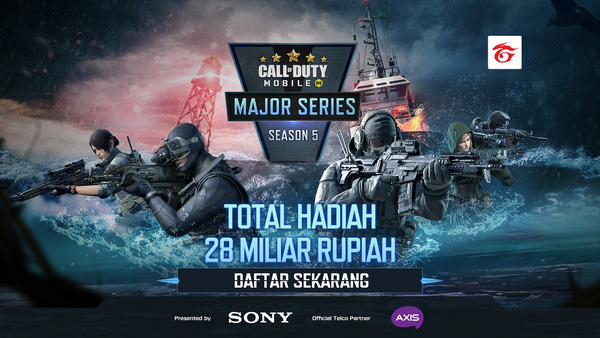 CALL OF DUTY
MOBILE
MAJOR SERIES
SEASON 5
TOTAL HADIAH
28 MILIAR RUPIAH
DAFTAR SEKARANG
Presented by SONY Official Telco Partner AXIS